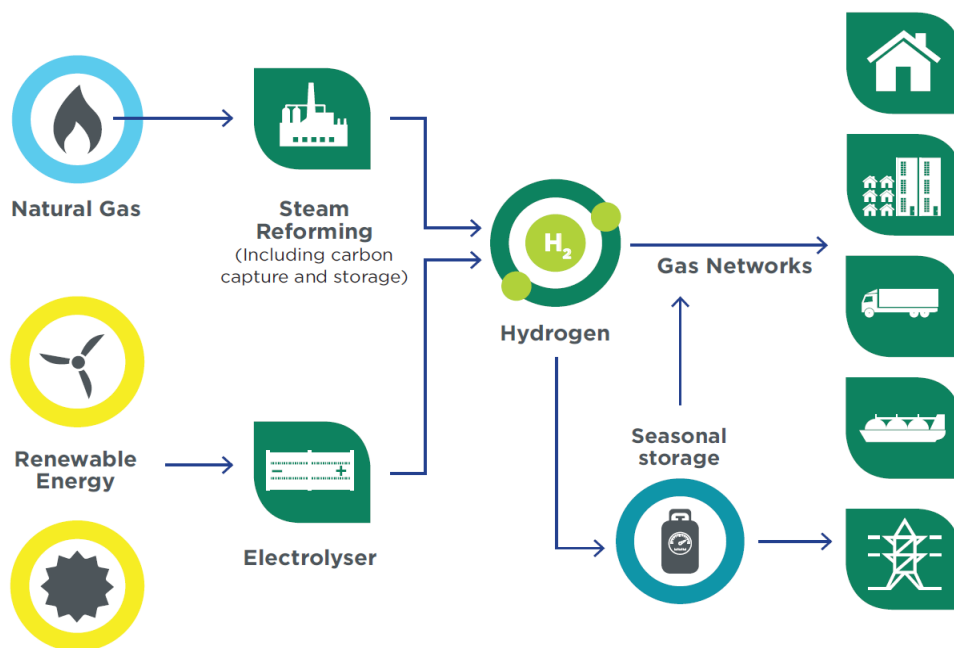 Natural Gas
Steam
Reforming
(Including carbon
capture and storage)
H₂
Hydrogen
Gas Networks
Renewable
Energy
− +
Electrolyser
Seasonal
storage